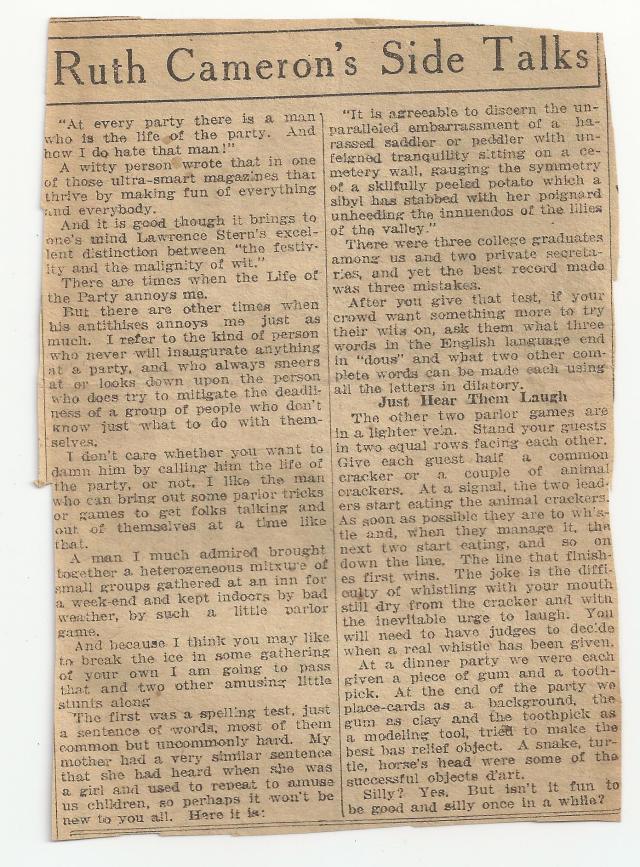 Ruth Cameron's Side Talks
"At every party there is a man
who is the life of the party. And
how I do hate that man!"
A witty person wrote that in one
of those ultra-smart magazines that
thrive by making fun of everything
and everybody.
And it is good though it brings to
one's mind Lawrence Stern's excel-
lent distinction between "the festiv-
ity and the malignity of wit."
There are times when the Life of
the Party annoys me.
But there are other times when
his antithises annoys me just as
much. I refer to the kind of person
who never will inaugurate anything
at a party, and who always sneers
at or looks down upon the person
who does try to mitigate the deadli-
ness of a group of people who don't
know just what to do with them-
selves.
I don't care whether you want to
damn him by calling him the life of
the party, or not, I like the man
who can bring out some parlor tricks
or games to get folks talking and
out of themselves at a time like
that.
A man I much admired brought
together a heterogeneous mixture of
small groups gathered at an inn for
a week-end and kept indoors by bad
weather, by such a little parlor
game.
And because I think you may like
to break the ice in some gathering
of your own I am going to pass
that and two other amusing little
stunts along
The first was a spelling test, just
a sentence of words, most of them
common but uncommonly hard. My
mother had a very similar sentence
that she had heard when she was
a girl and used to repeat to amuse
us children, so perhaps it won't be
new to you all. Here it is:
"It is agreeable to discern the un-
paralleled embarrassment of a ha-
rassed saddler or peddler with un-
feigned tranquility sitting on a ce-
metery wall, gauging the symmetry
of a skilfully peeled potato which a
sibyl has stabbed with her poignard
unheeding the innuendos of the lilies
of the valley."
There were three college graduates
among us and two private secreta-
ries, and yet the best record made
was three mistakes.
After you give that test, if your
crowd want something more to try
their wits on, ask them what three
words in the English language end
in "dous" and what two other com-
plete words can be made each using
all the letters in dilatory.
Just Hear Them Laugh
The other two parlor games are
in a lighter vein. Stand your guests
in two equal rows facing each other.
Give each guest half a common
cracker or a couple of animal
crackers. At a signal, the two lead-
ers start eating the animal crackers.
As soon as possible they are to whis-
tle and, when they manage it, the
next two start eating, and so on
down the line. The line that finish-
es first wins. The joke is the diffi-
culty of whistling with your mouth
still dry from the cracker and with
the inevitable urge to laugh. You
will need to have judges to decide
when a real whistle has been given.
At a dinner party we were each
given a piece of gum and a tooth-
pick. At the end of the party we
place-cards as a background, the
gum as clay and the toothpick as
a modeling tool, tried to make the
best bas relief object. A snake, tur-
tle, horse's head were some of the
successful objects d'art.
Silly? Yes. But isn't it fun to
be good and silly once in a while?